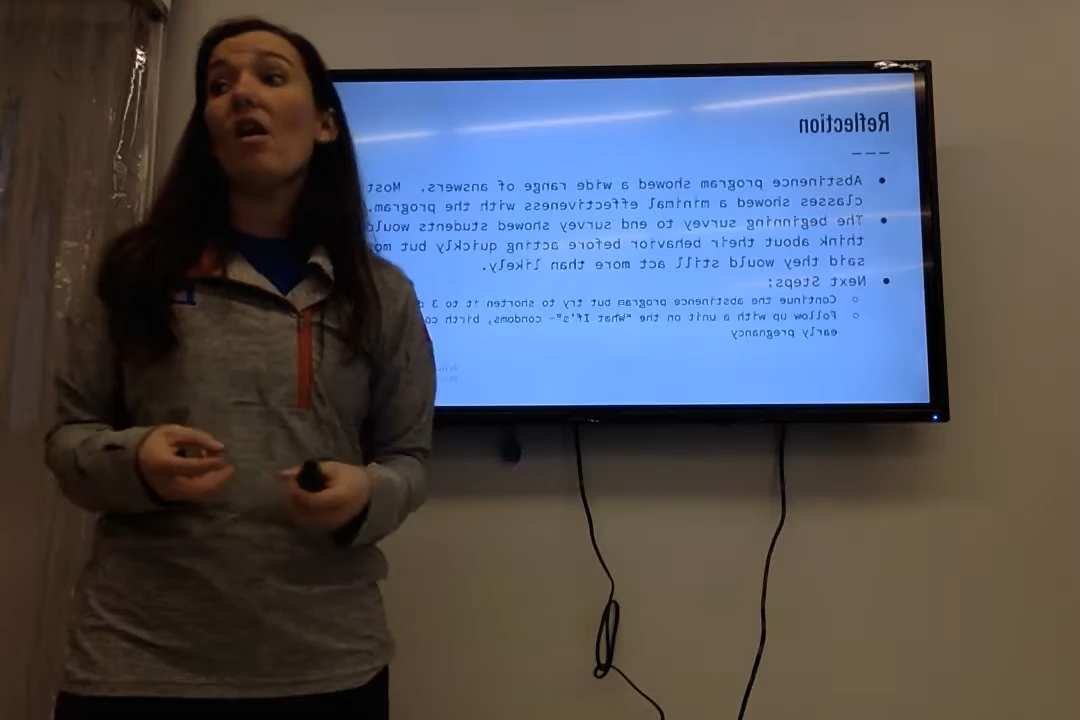 Reflection
● Abstinence program showed a wide range of answers. Most
classes showed a minimal effectiveness with the program.
● The beginning survey to end survey showed students would
think about their behavior before acting quickly but
said they would still act more than likely.
● Next Steps:
○ Continue the abstinence program but try to shorten it to 3
○ Follow up with a unit on the "What If's"- condoms, birth
early pregnancy